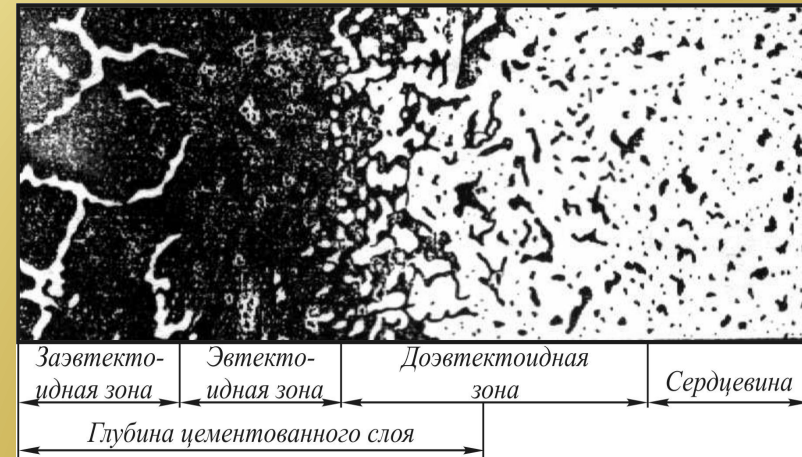 Заэвтекто-
идная зона
Эвтекто-
идная зона
Доэвтектоидная
зона
Сердцевина
Глубина цементованного слоя